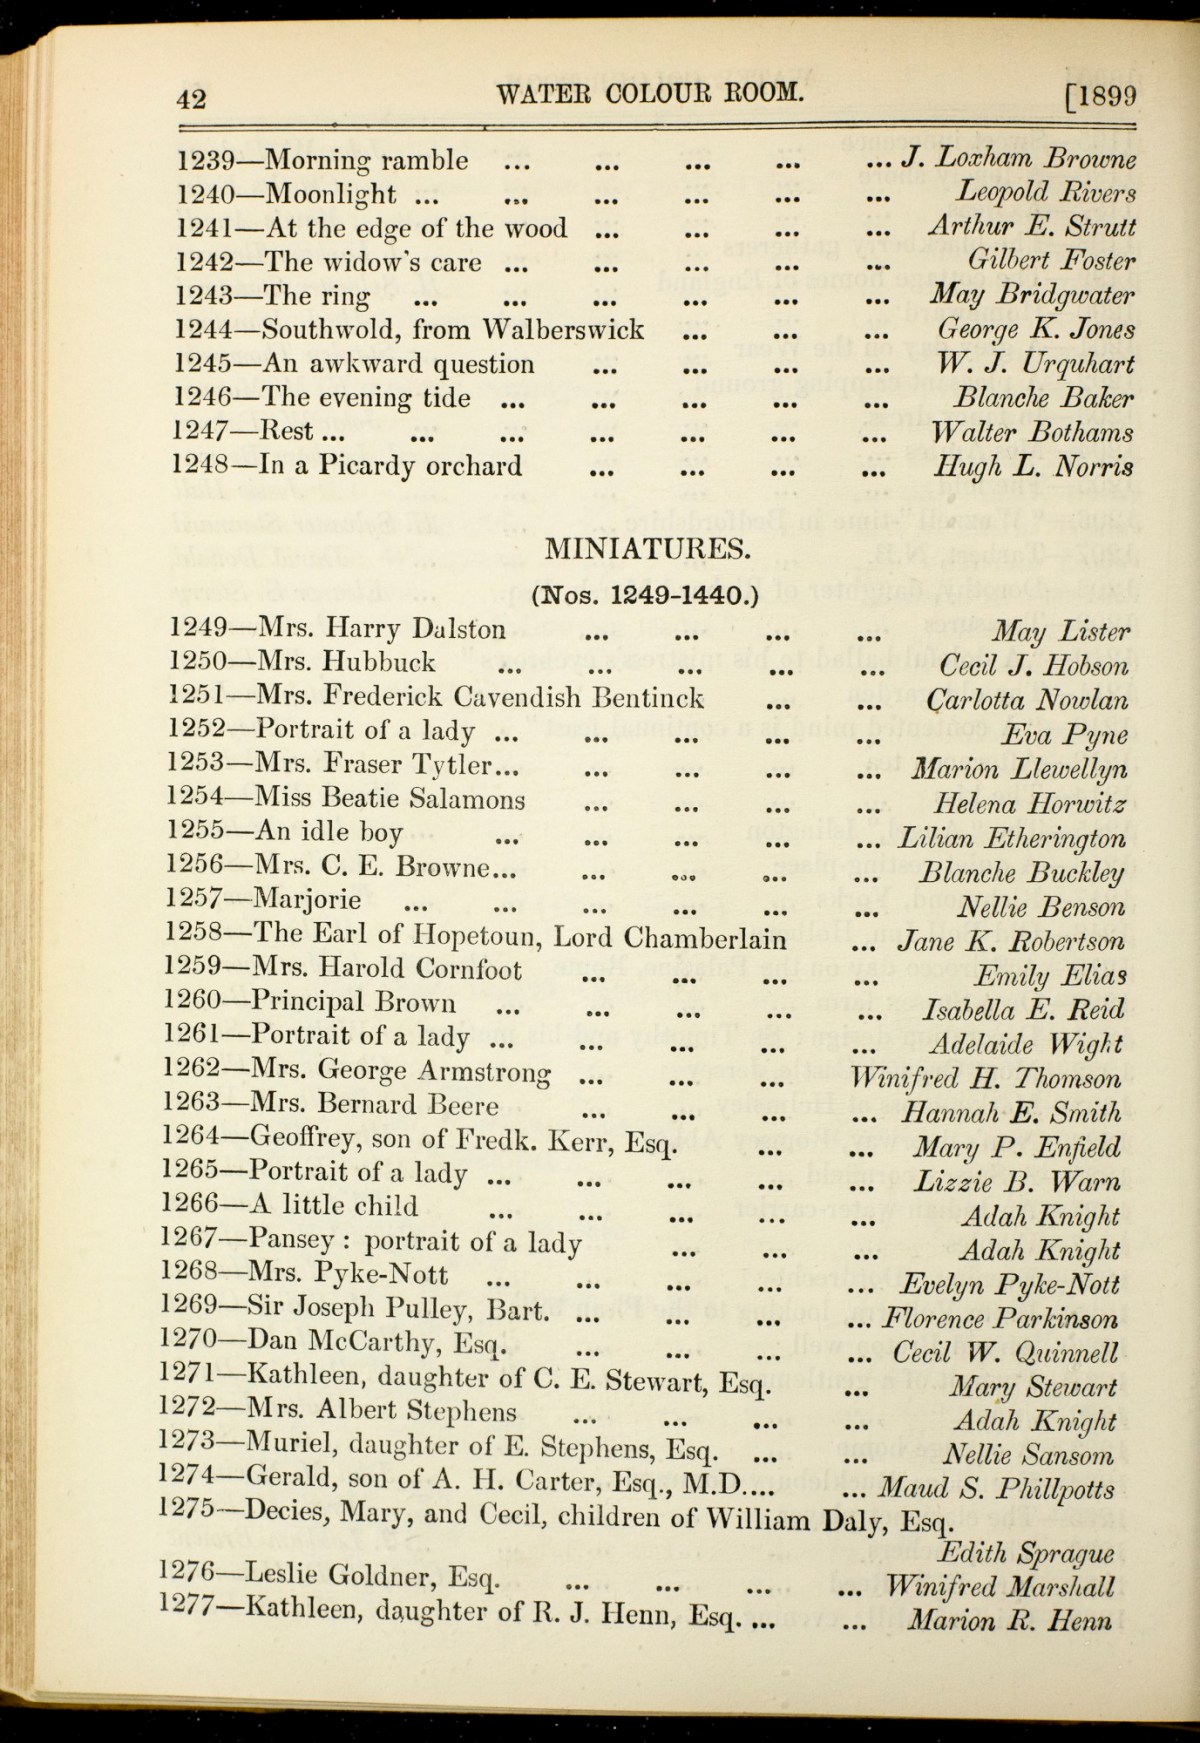 42 WATER COLOUR ROOM. [1899
1239—Morning ramble ... ... ... ... ... J. Loxham Browne
1240—Moonlight ... ... ... ... ... ... Leopold Rivers
1241—At the edge of the wood ... ... ... ... Arthur E. Strutt
1242—The widow's care ... ... ... ... ... Gilbert Foster
1243—The ring ... ... ... ... ... ... May Bridgwater
1244—Southwold, from Walberswick ... ... ... George K. Jones
1245—An awkward question ... ... ... ... W. J. Urquhart
1246—The evening tide ... ... ... ... ... Blanche Baker
1247—Rest ... ... ... ... ... ... ... Walter Bothams
1248—In a Picardy orchard ... ... ... ... Hugh L. Norris
MINIATURES.
(Nos. 1249-1440.)
1249—Mrs. Harry Dalston ... ... ... ... May Lister
1250—Mrs. Hubbuck ... ... ... ... ... Cecil J. Hobson
1251—Mrs. Frederick Cavendish Bentinck ... ... Carlotta Nowlan
1252—Portrait of a lady ... ... ... ... ... Eva Pyne
1253—Mrs. Fraser Tytler... ... ... ... ... Marion Llewellyn
1254—Miss Beatie Salamons ... ... ... ... Helena Horwitz
1255—An idle boy ... ... ... ... ... Lilian Etherington
1256—Mrs. C. E. Browne... ... ... ... ... Blanche Buckley
1257—Marjorie ... ... ... ... ... ... Nellie Benson
1258—The Earl of Hopetoun, Lord Chamberlain ... Jane K. Robertson
1259—Mrs. Harold Cornfoot ... ... ... ... Emily Elias
1260—Principal Brown ... ... ... ... ... Isabella E. Reid
1261—Portrait of a lady ... ... ... ... ... Adelaide Wight
1262—Mrs. George Armstrong ... ... ... Winifred H. Thomson
1263—Mrs. Bernard Beere ... ... ... ... Hannah E. Smith
1264—Geoffrey, son of Fredk. Kerr, Esq. ... ... Mary P. Enfield
1265—Portrait of a lady ... ... ... ... ... Lizzie B. Warn
1266—A little child ... ... ... ... ... Adah Knight
1267—Pansey : portrait of a lady ... ... ... Adah Knight
1268—Mrs. Pyke-Nott ... ... ... ... ... Evelyn Pyke-Nott
1269—Sir Joseph Pulley, Bart. ... ... ... ... Florence Parkinson
1270—Dan McCarthy, Esq. ... ... ... ... Cecil W. Quinnell
1271—Kathleen, daughter of C. E. Stewart, Esq. ... Mary Stewart
1272—Mrs. Albert Stephens ... ... ... ... Adah Knight
1273—Muriel, daughter of E. Stephens, Esq. ... ... Nellie Sansom
1274—Gerald, son of A. H. Carter, Esq., M.D.... ... Maud S. Phillpotts
1275—Decies, Mary, and Cecil, children of William Daly, Esq.
Edith Sprague
1276—Leslie Goldner, Esq. ... ... ... ... Winifred Marshall
1277—Kathleen, daughter of R. J. Henn, Esq. ... ... Marion R. Henn